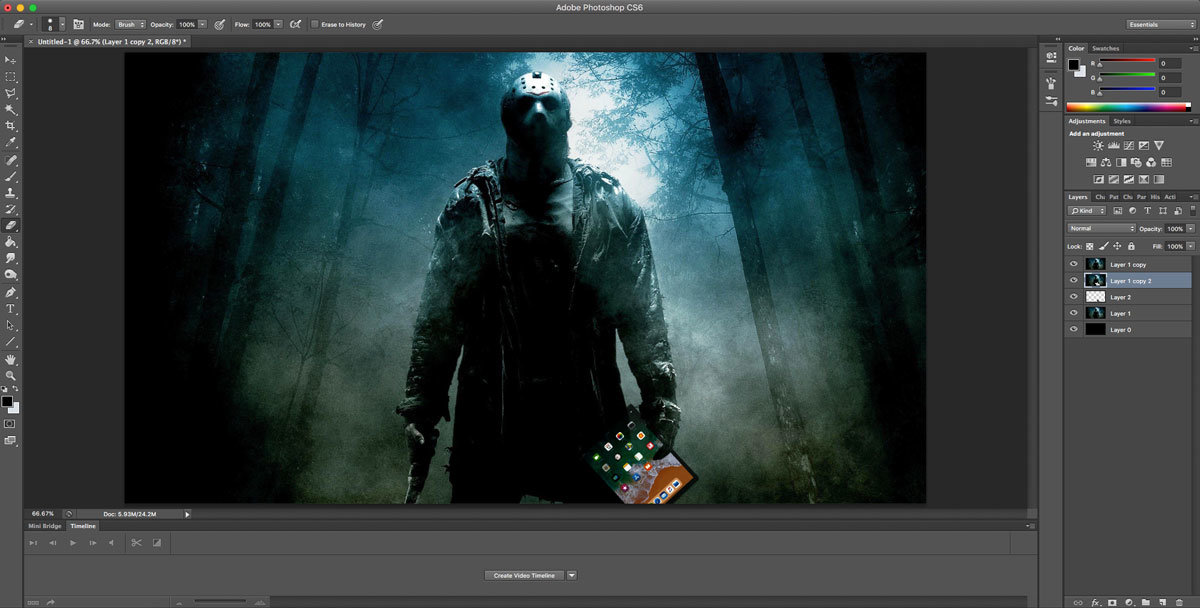 Adobe Photoshop CS6
Mode: Brush Opacity: 100% Flow: 100% Erase to History Essentials
8
× Untitled-1 @ 66.7% (Layer 1 copy 2, RGB/8*) *
Color Swatches
R 0
G 0
B 0
Adjustments Styles
Add an adjustment
Layers Cha Pat Cha Par His Acti
Kind
Normal Opacity: 100%
Lock: Fill: 100%
Layer 1 copy
Layer 1 copy 2
Layer 2
Layer 1
Layer 0
66.67% Doc: 5.93M/24.2M
Mini Bridge Timeline
Create Video Timeline
fx